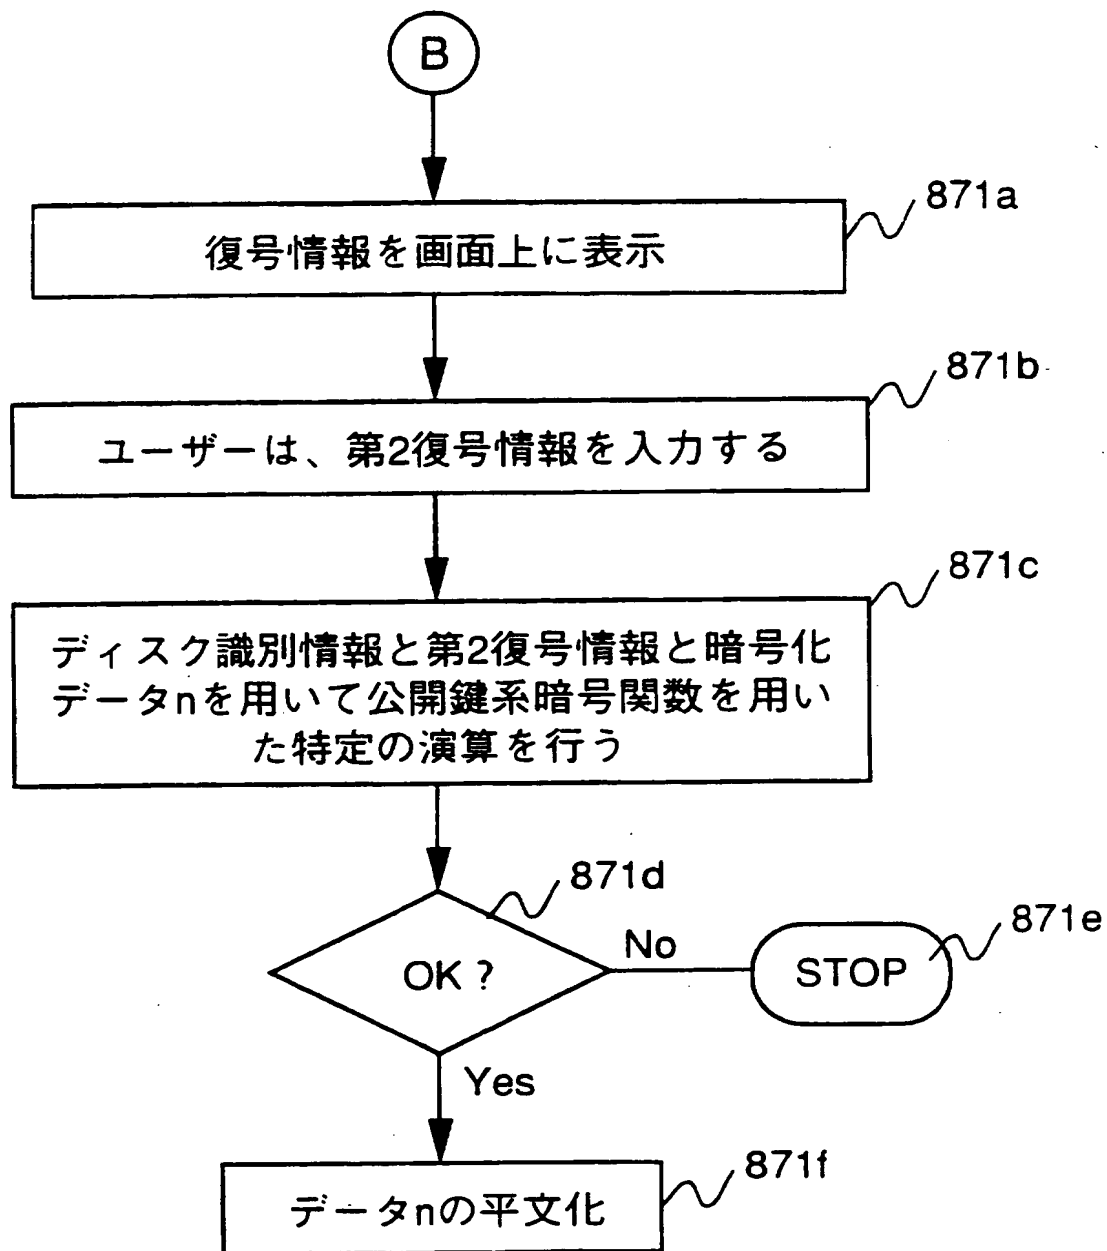 B
871a
復号情報を画面上に表示
871b
ユーザーは、第2復号情報を入力する
871c
ディスク識別情報と第2復号情報と暗号化
データnを用いて公開鍵系暗号関数を用い
た特定の演算を行う
871d
OK ?
No
871e
STOP
Yes
871f
データnの平文化